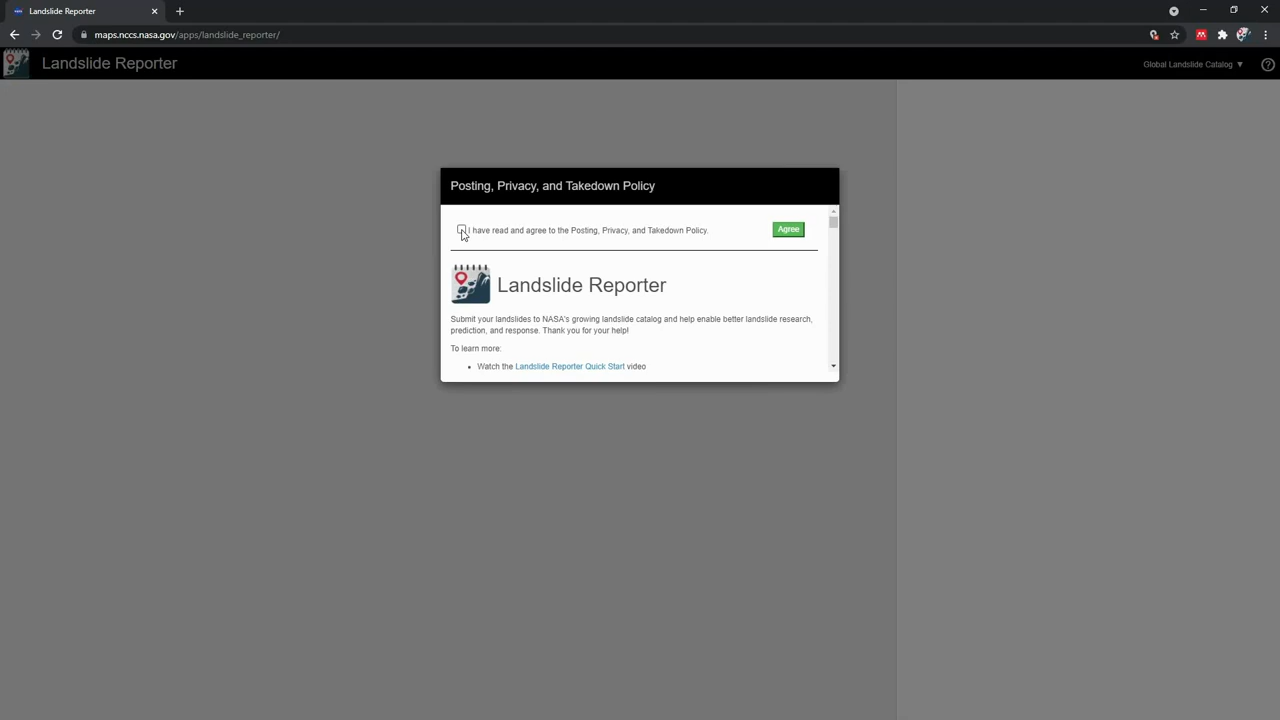 Landslide Reporter
maps.nccs.nasa.gov/apps/landslide_reporter/
Landslide Reporter
Global Landslide Catalog ▼
Posting, Privacy, and Takedown Policy
I have read and agree to the Posting, Privacy, and Takedown Policy.
Agree
Landslide Reporter
Submit your landslides to NASA's growing landslide catalog and help enable better landslide research,
prediction, and response. Thank you for your help!
To learn more:
• Watch the Landslide Reporter Quick Start video